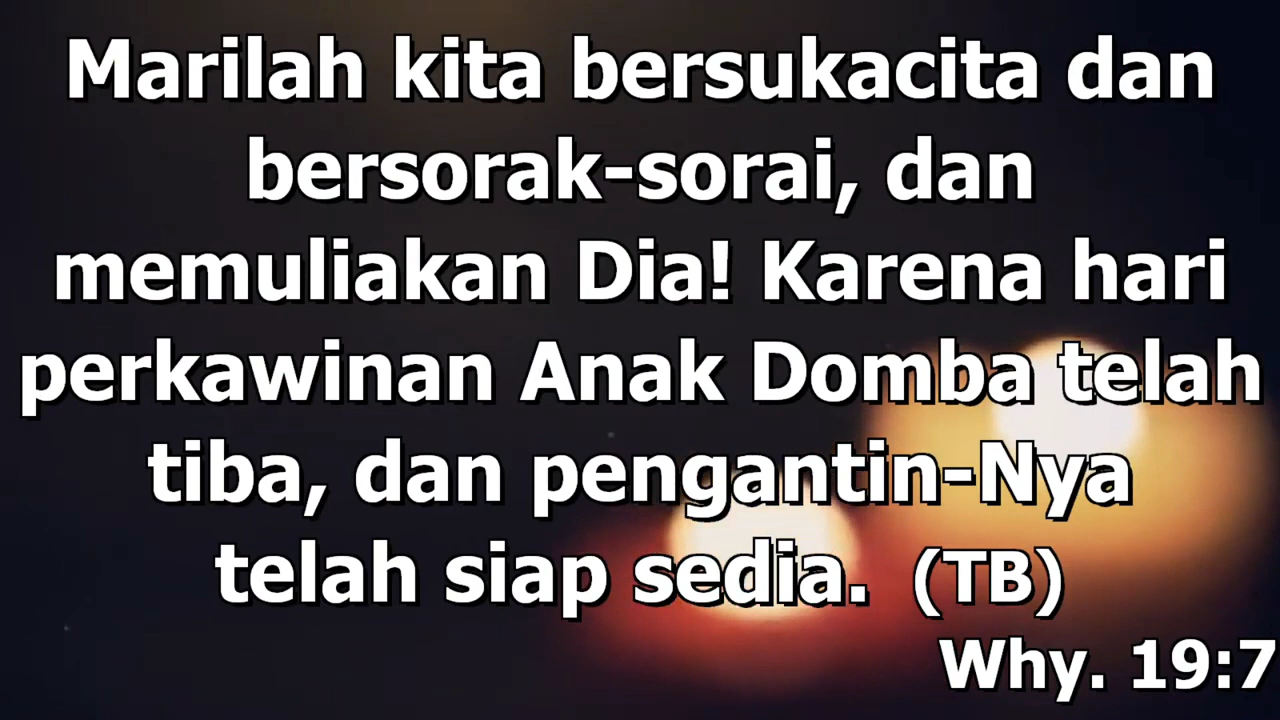 Marilah kita bersukacita dan
bersorak-sorai, dan
memuliakan Dia! Karena hari
perkawinan Anak Domba telah
tiba, dan pengantin-Nya
telah siap sedia. (TB)
Why. 19:7